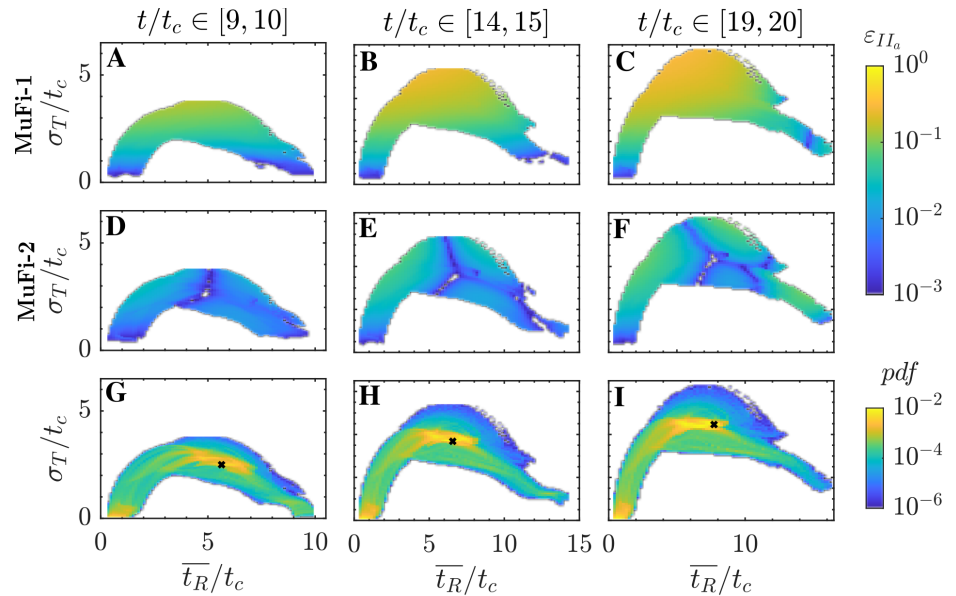 t/t_c ∈ [9, 10] t/t_c ∈ [14, 15] t/t_c ∈ [19, 20]
A B C
MuFi-1
σ_T/t_c
5
0
ε_{II_a}
10^0
10^{-1}
10^{-2}
10^{-3}
D E F
MuFi-2
σ_T/t_c
5
0
G H I
σ_T/t_c
5
0
pdf
10^{-2}
10^{-4}
10^{-6}
0 5 10 0 5 10 15 0 10
\overline{t_R}/t_c \overline{t_R}/t_c \overline{t_R}/t_c